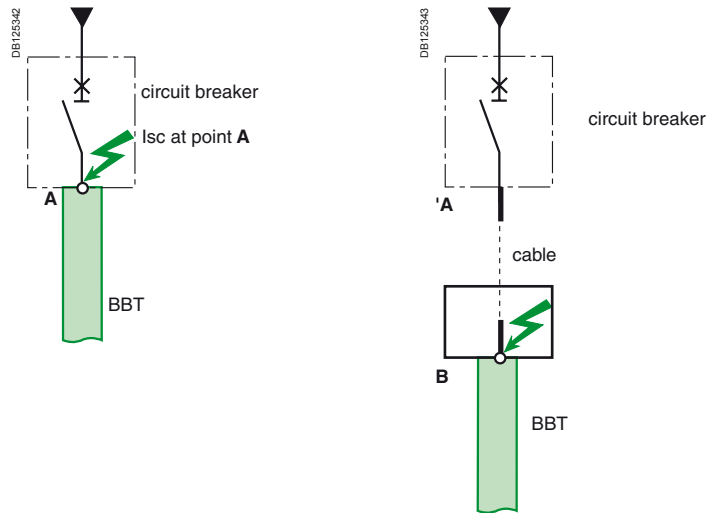 DB125342
circuit breaker
Isc at point A
A
BBT
DB125343
circuit breaker
'A
cable
B
BBT